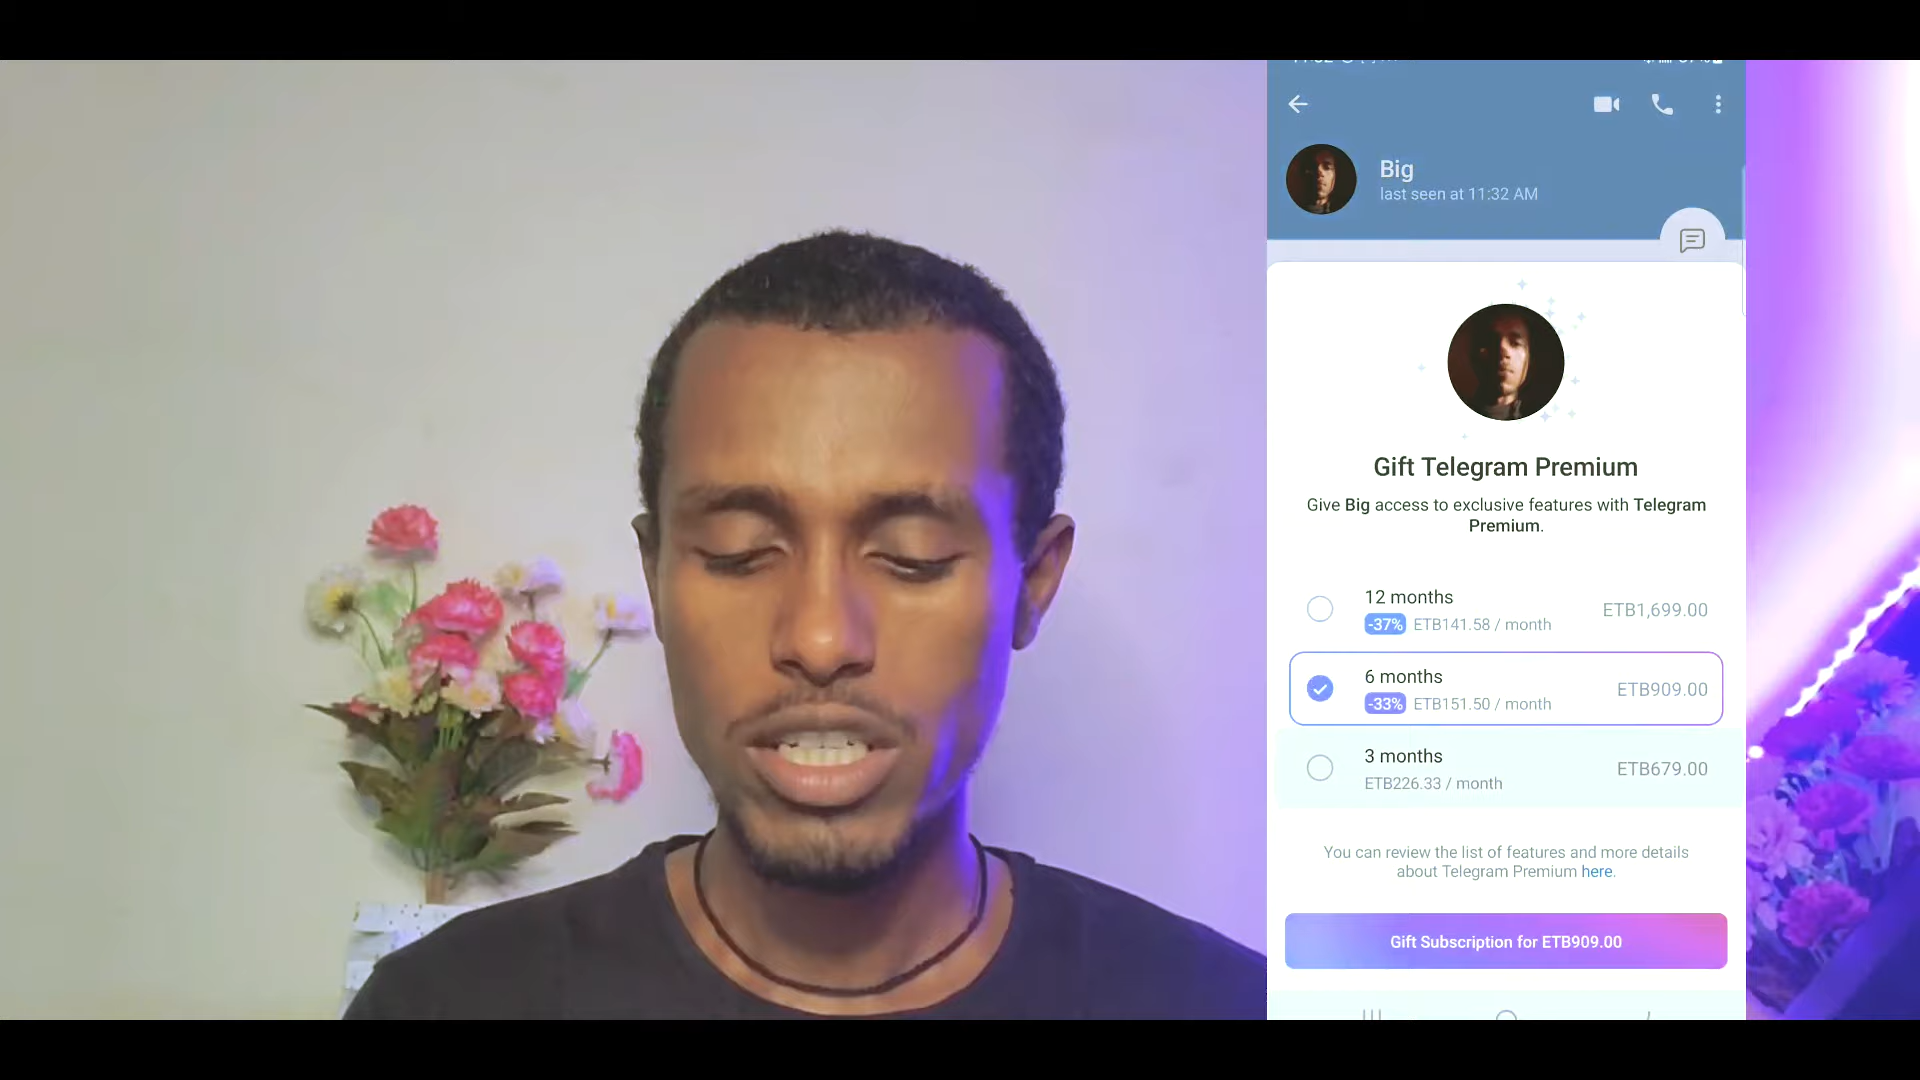 Big
last seen at 11:32 AM
Gift Telegram Premium
Give Big access to exclusive features with Telegram
Premium.
12 months
-37% ETB141.58 / month
ETB1,699.00
6 months
-33% ETB151.50 / month
ETB909.00
3 months
ETB226.33 / month
ETB679.00
You can review the list of features and more details
about Telegram Premium here.
Gift Subscription for ETB909.00